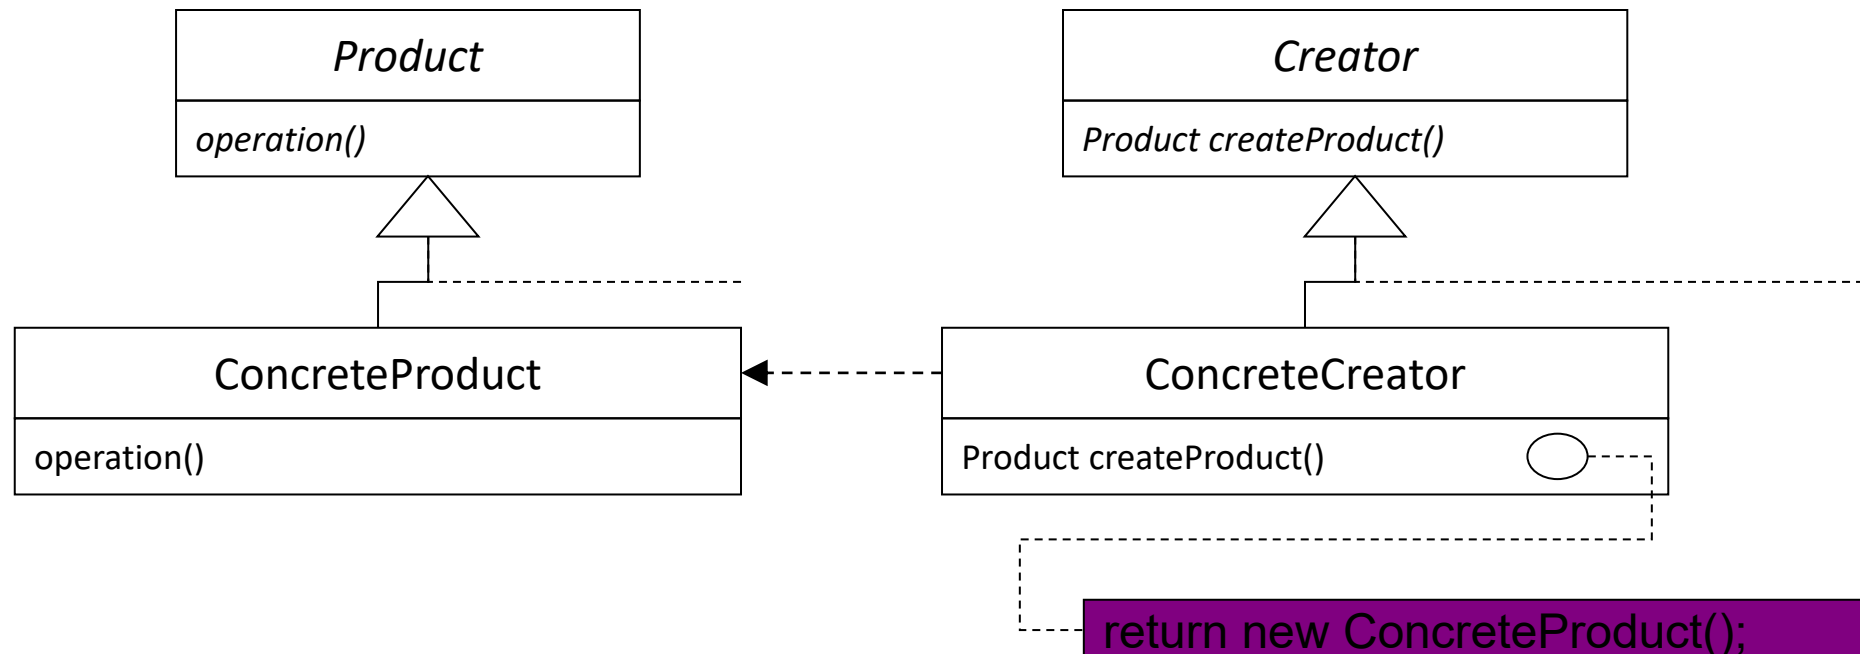 Product
operation()
Creator
Product createProduct()
ConcreteProduct
operation()
ConcreteCreator
Product createProduct()
return new ConcreteProduct();